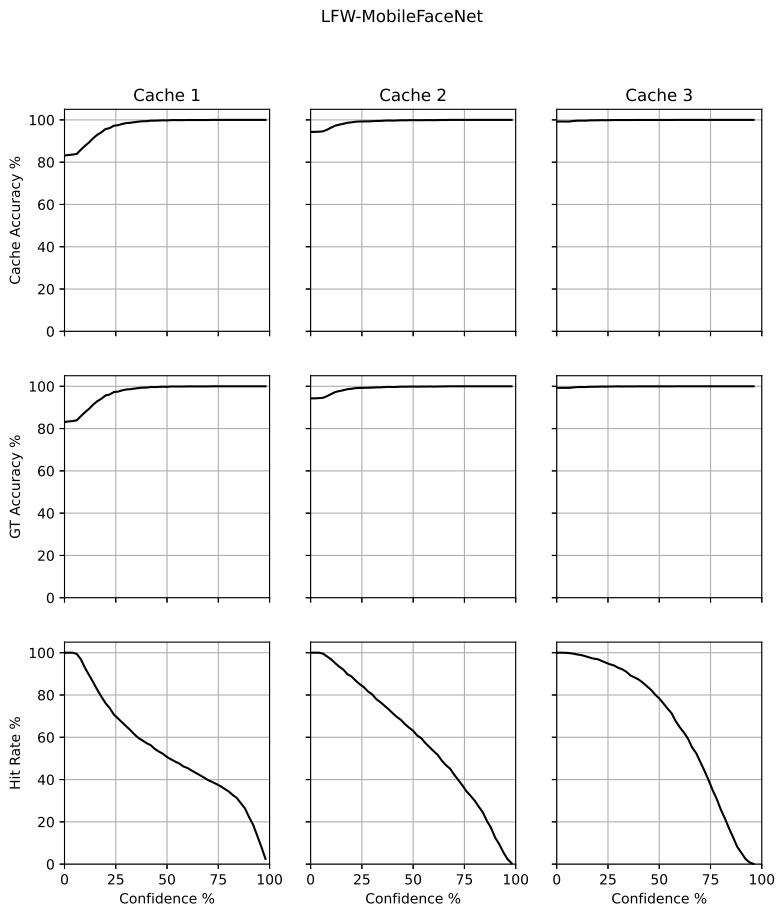 LFW-MobileFaceNet
Cache 1
Cache 2
Cache 3
Cache Accuracy %
100
80
60
40
20
0
GT Accuracy %
100
80
60
40
20
0
Hit Rate %
100
80
60
40
20
0
0 25 50 75 100
0 25 50 75 100
0 25 50 75 100
Confidence %
Confidence %
Confidence %